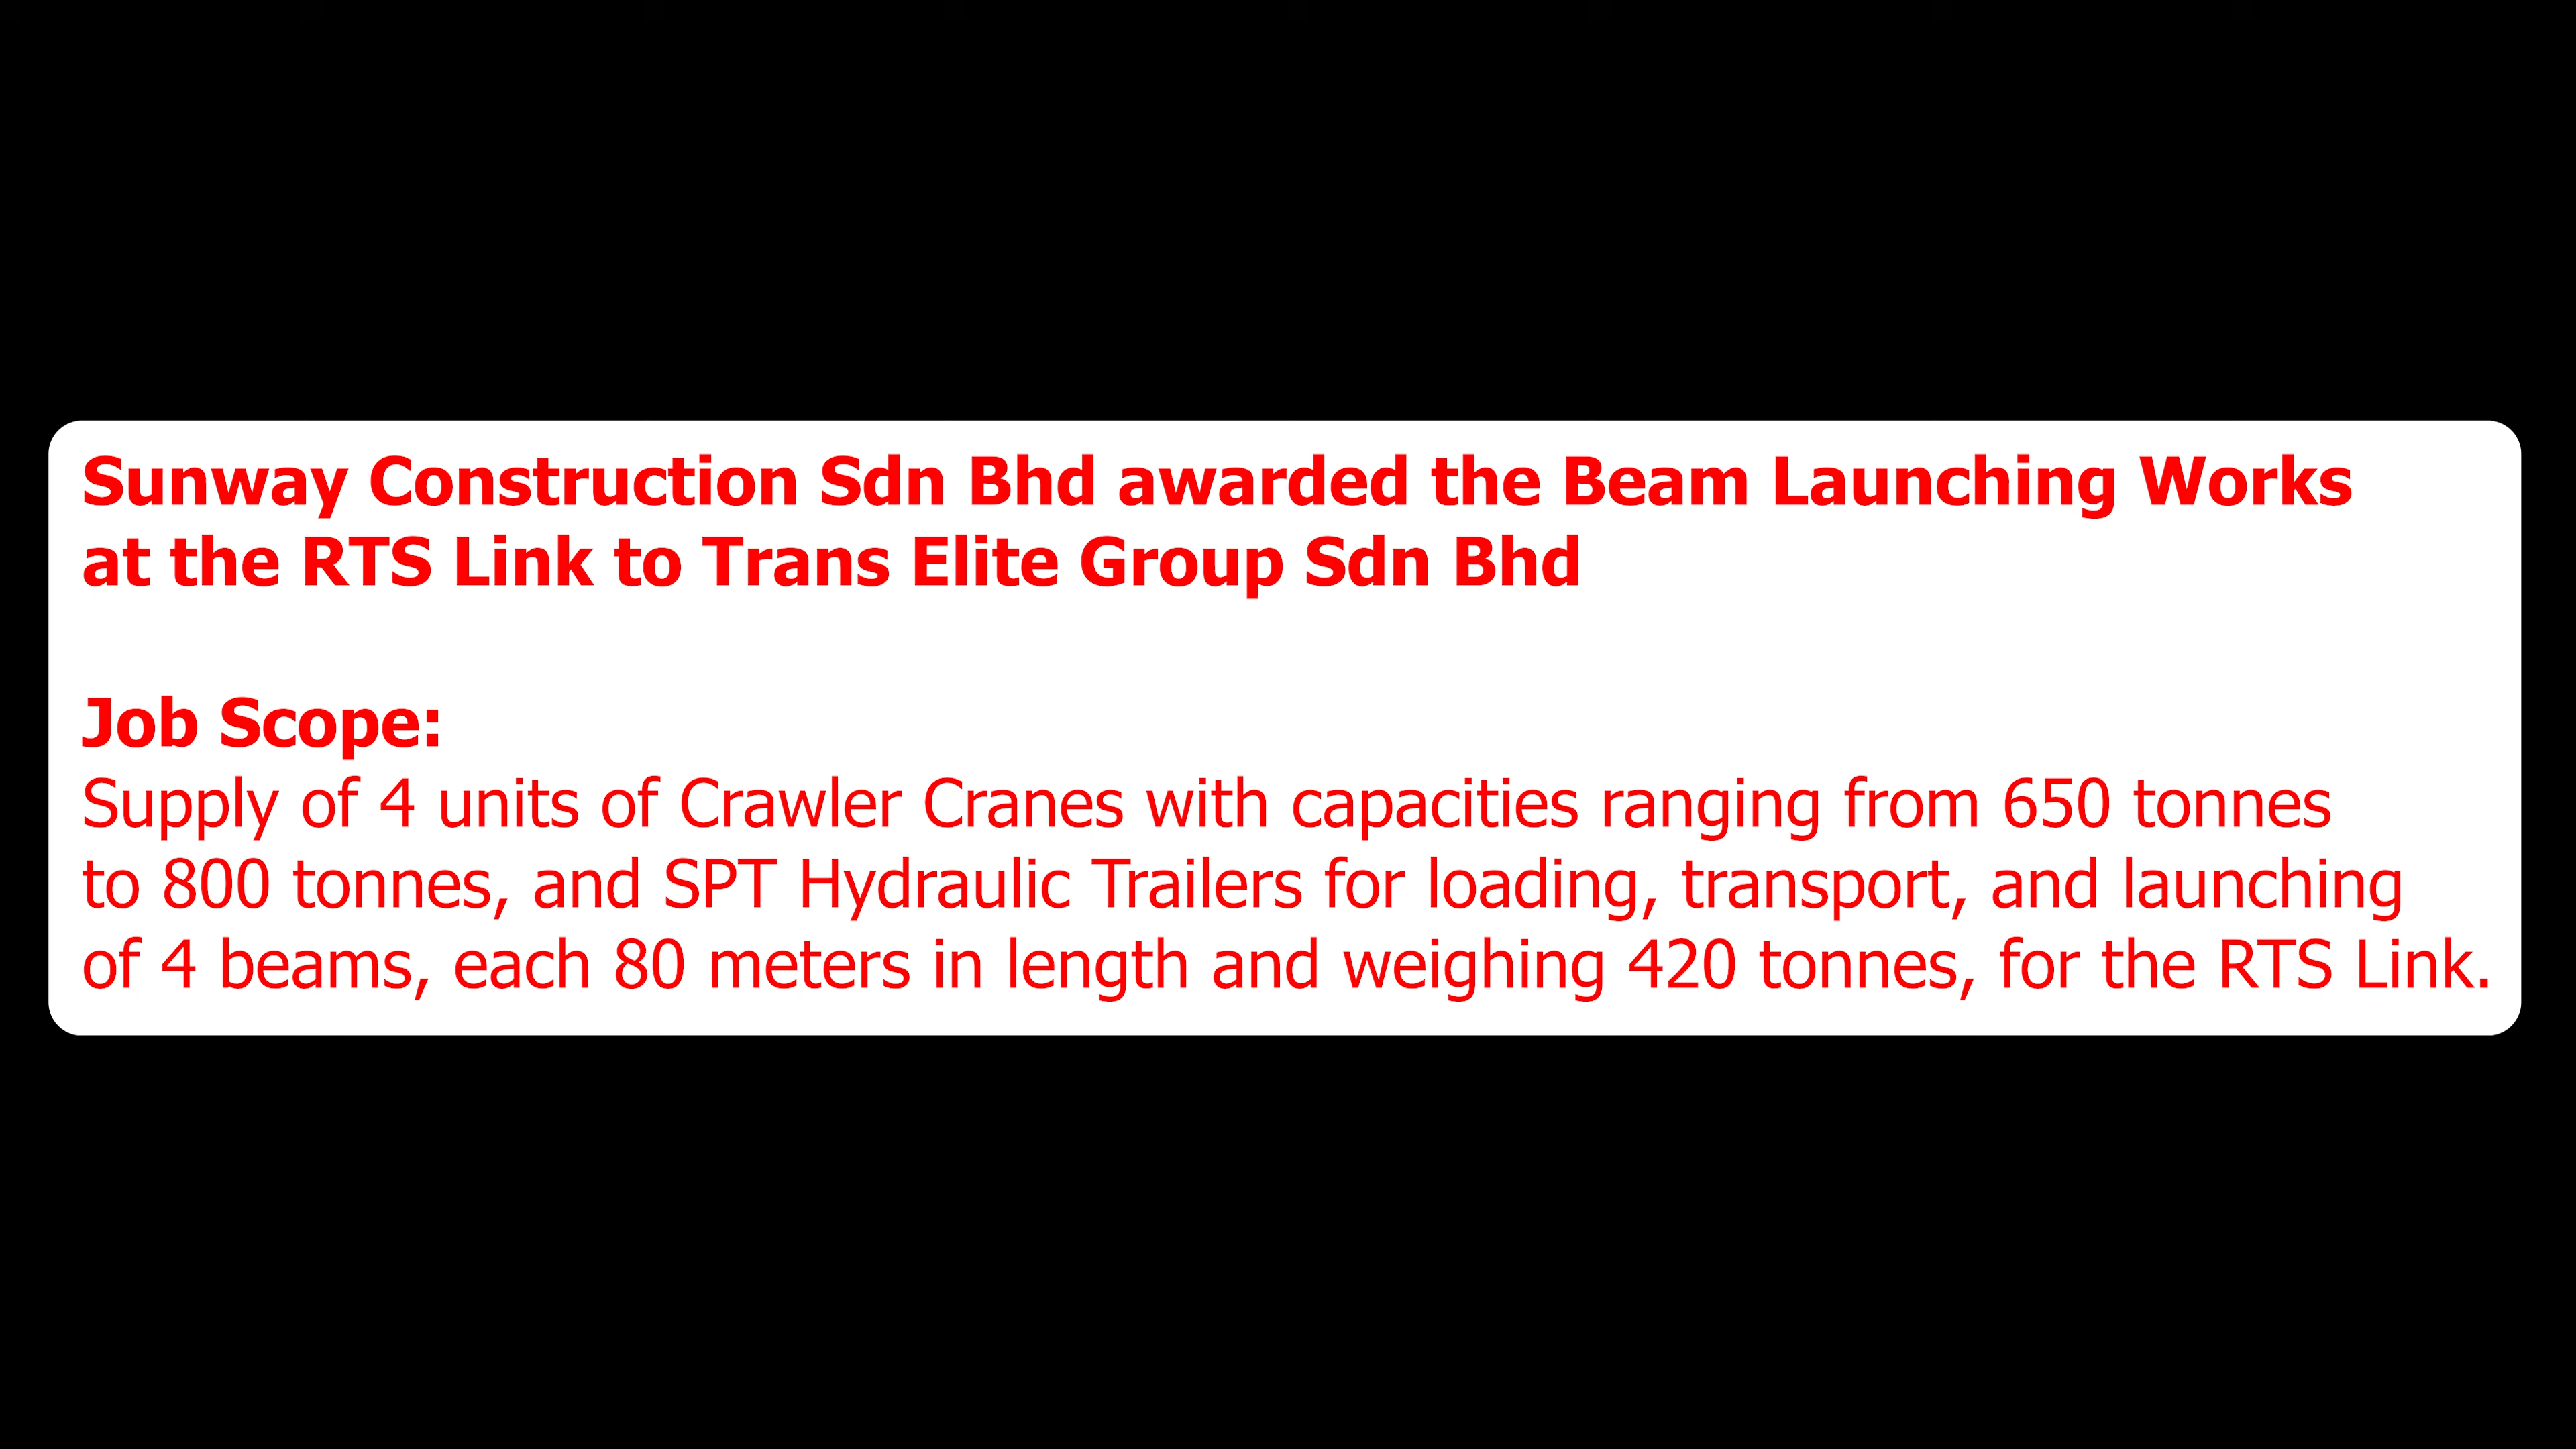 Sunway Construction Sdn Bhd awarded the Beam Launching Works
at the RTS Link to Trans Elite Group Sdn Bhd
Job Scope:
Supply of 4 units of Crawler Cranes with capacities ranging from 650 tonnes
to 800 tonnes, and SPT Hydraulic Trailers for loading, transport, and launching
of 4 beams, each 80 meters in length and weighing 420 tonnes, for the RTS Link.